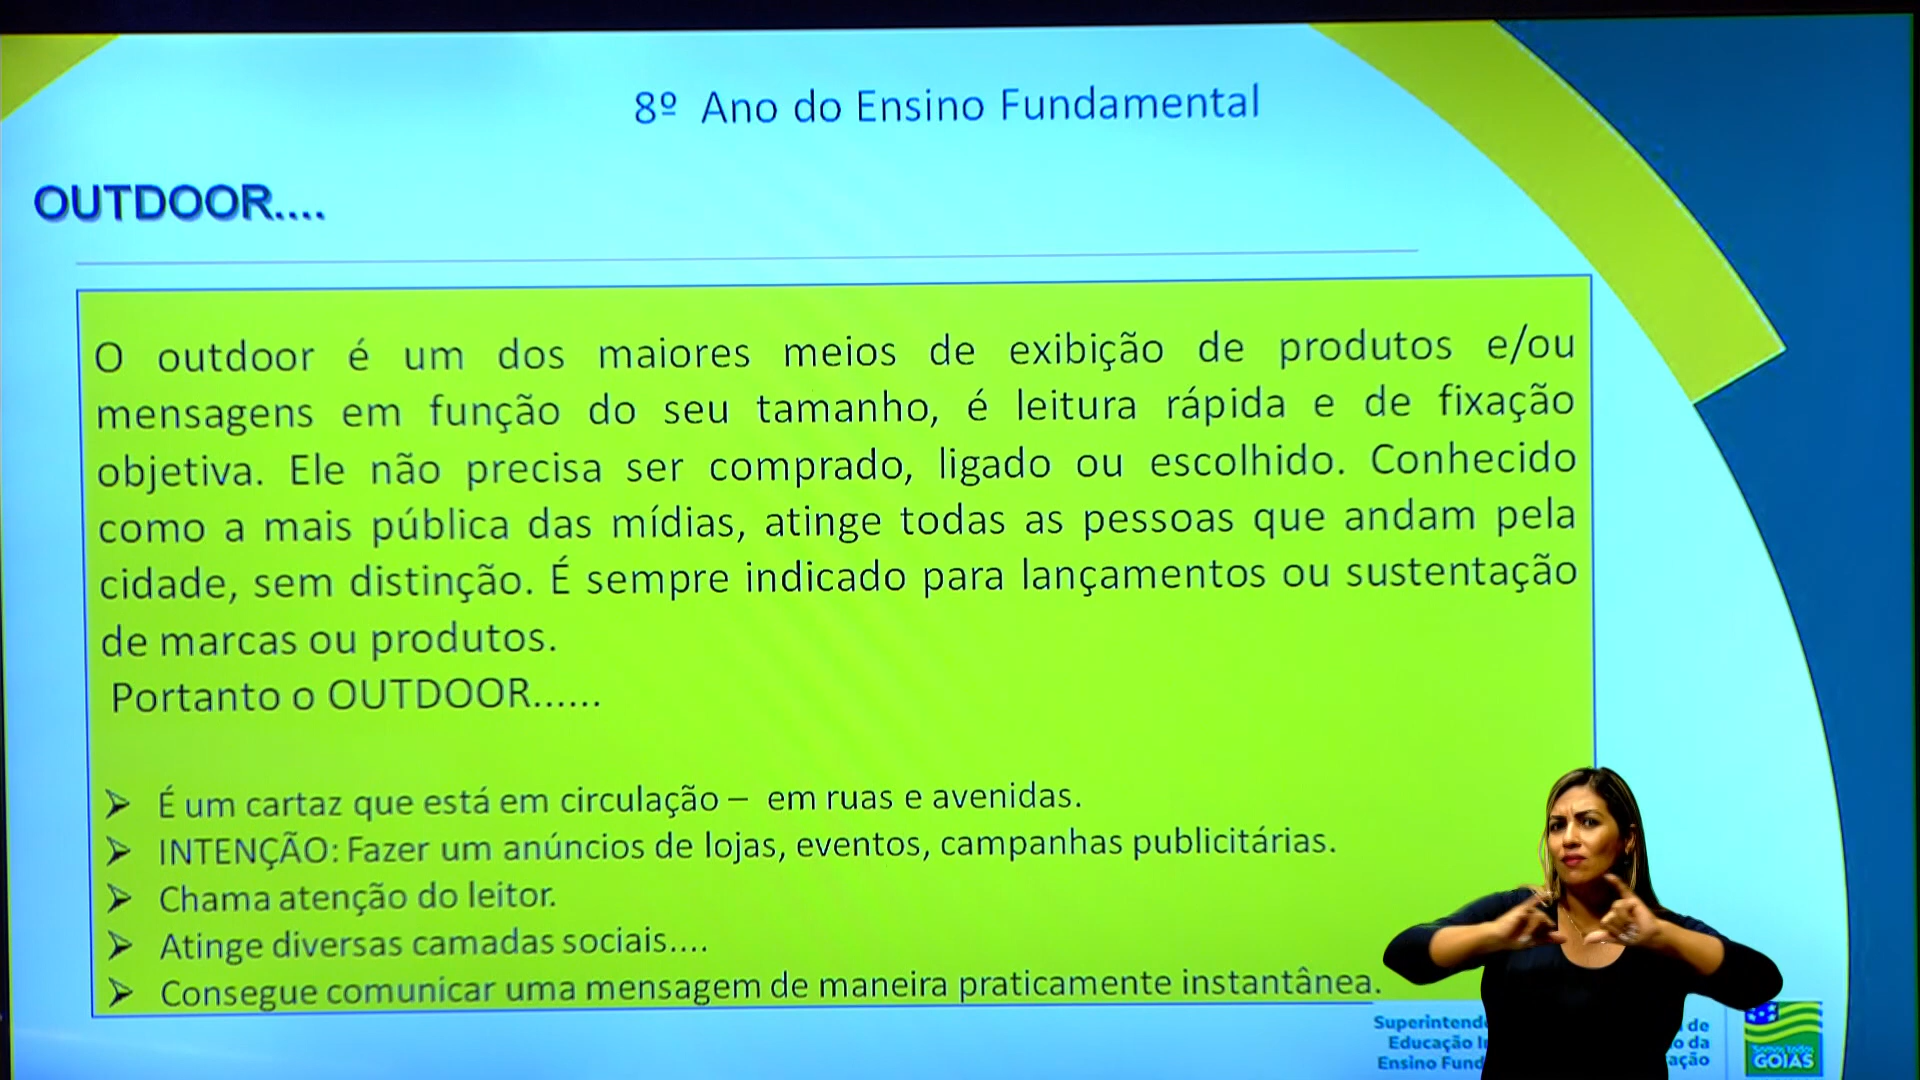 8º Ano do Ensino Fundamental
OUTDOOR....
O outdoor é um dos maiores meios de exibição de produtos e/ou
mensagens em função do seu tamanho, é leitura rápida e de fixação
objetiva. Ele não precisa ser comprado, ligado ou escolhido. Conhecido
como a mais pública das mídias, atinge todas as pessoas que andam pela
cidade, sem distinção. É sempre indicado para lançamentos ou sustentação
de marcas ou produtos.
Portanto o OUTDOOR......
➢ É um cartaz que está em circulação – em ruas e avenidas.
➢ INTENÇÃO: Fazer um anúncios de lojas, eventos, campanhas publicitárias.
➢ Chama atenção do leitor.
➢ Atinge diversas camadas sociais....
➢ Consegue comunicar uma mensagem de maneira praticamente instantânea.
de
Educação
da
GOIÁS